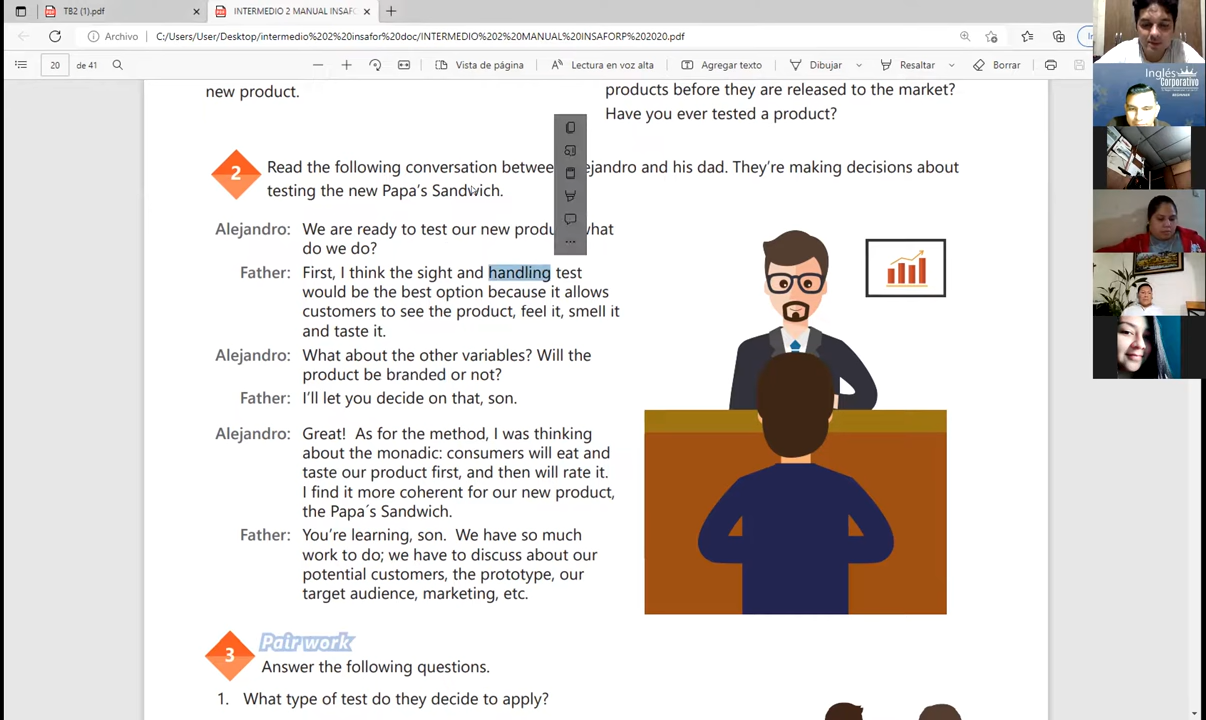 TB2 (1).pdf
INTERMEDIO 2 MANUAL INSAFO
Archivo
C:/Users/User/Desktop/intermedio%202%20insafor%20doc/INTERMEDIO%202%20MANUAL%20INSAFORP%202020.pdf
20 de 41
Vista de página
Lectura en voz alta
Agregar texto
Dibujar
Resaltar
Borrar
Inglés
Corporativo
BEGINNER
new product.
products before they are released to the market?
Have you ever tested a product?
2
Read the following conversation betwee ejandro and his dad. They're making decisions about
testing the new Papa's Sandwich.
Alejandro: We are ready to test our new produ hat
do we do?
Father: First, I think the sight and handling test
would be the best option because it allows
customers to see the product, feel it, smell it
and taste it.
Alejandro: What about the other variables? Will the
product be branded or not?
Father: I'll let you decide on that, son.
Alejandro: Great! As for the method, I was thinking
about the monadic: consumers will eat and
taste our product first, and then will rate it.
I find it more coherent for our new product,
the Papa´s Sandwich.
Father: You're learning, son. We have so much
work to do; we have to discuss about our
potential customers, the prototype, our
target audience, marketing, etc.
3
Pair work
Answer the following questions.
1. What type of test do they decide to apply?